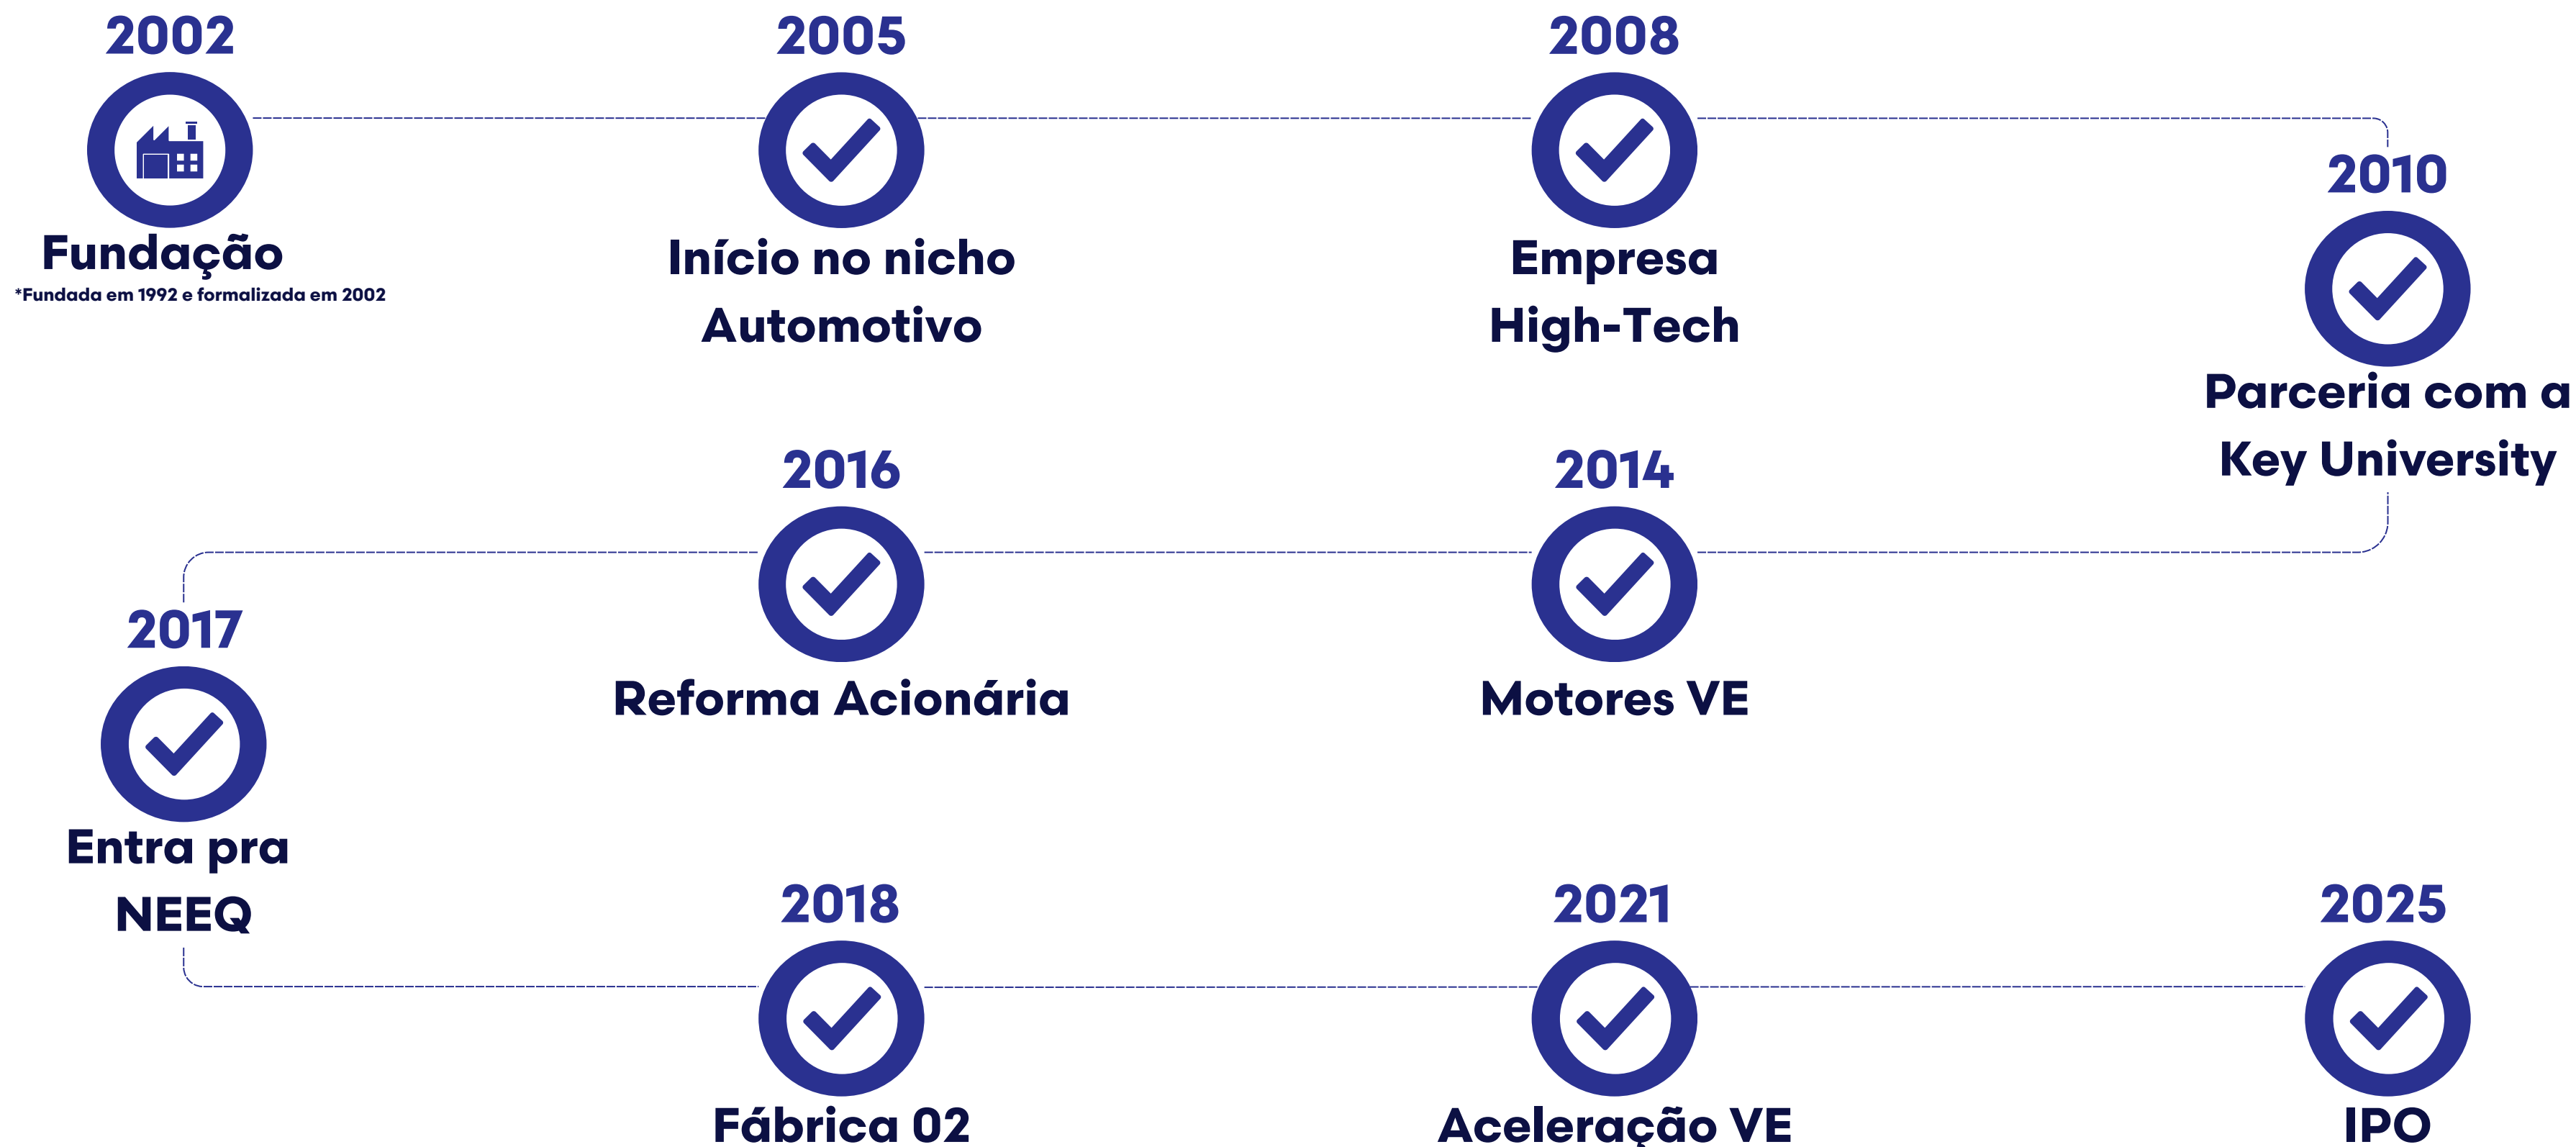 2002
Fundação
*Fundada em 1992 e formalizada em 2002
2005
Início no nicho
Automotivo
2008
Empresa
High-Tech
2010
Parceria com a
Key University
2014
Motores VE
2016
Reforma Acionária
2017
Entra pra
NEEQ
2018
Fábrica 02
2021
Aceleração VE
2025
IPO